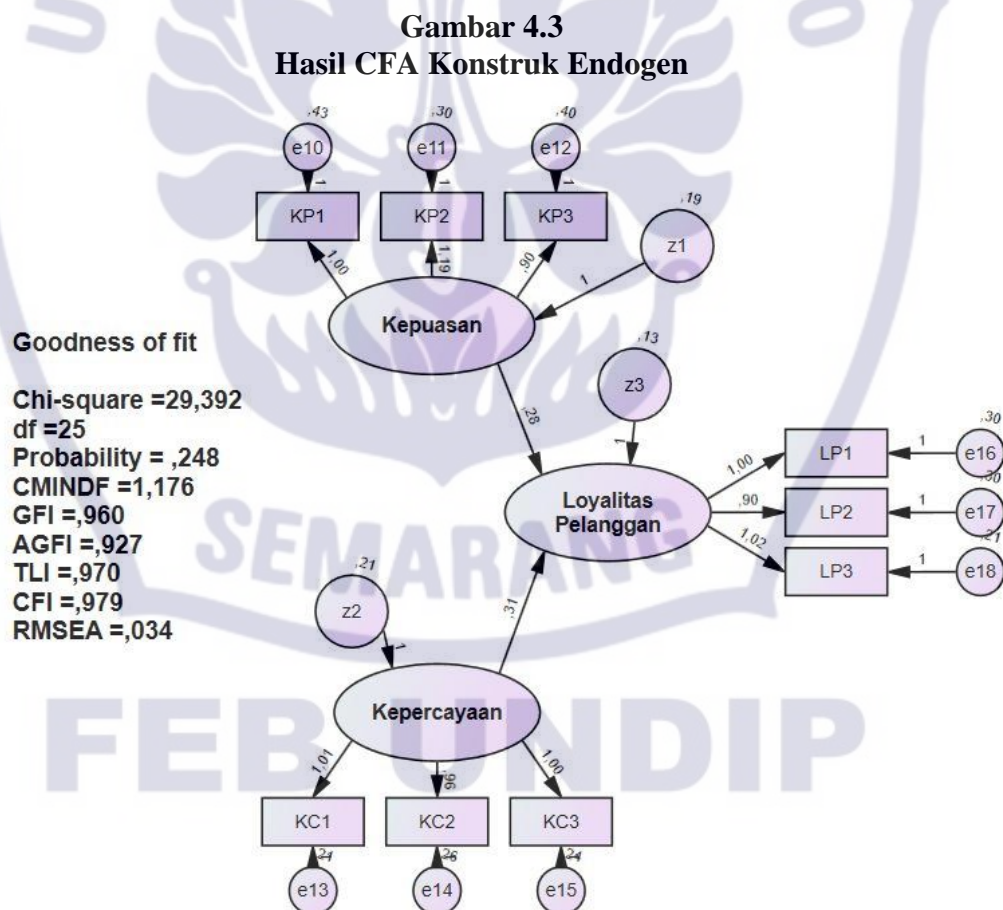 Gambar 4.3
Hasil CFA Konstruk Endogen
,43
,30
,40
e10
e11
e12
1
1
1
KP1
KP2
KP3
,19
z1
1,00
1,19
,90
1
Kepuasan
Goodness of fit
Chi-square =29,392
df =25
Probability = ,248
CMINDF =1,176
GFI =,960
AGFI =,927
TLI =,970
CFI =,979
RMSEA =,034
,13
z3
,28
1
Loyalitas
Pelanggan
1,00
,90
1,02
LP1
LP2
LP3
1
1
1
,30
e16
,30
e17
,21
e18
SEMARANG
,21
z2
1
,31
Kepercayaan
1,01
,96
1,00
KC1
KC2
KC3
,26
e13
e14
e15
FEB UNDIP